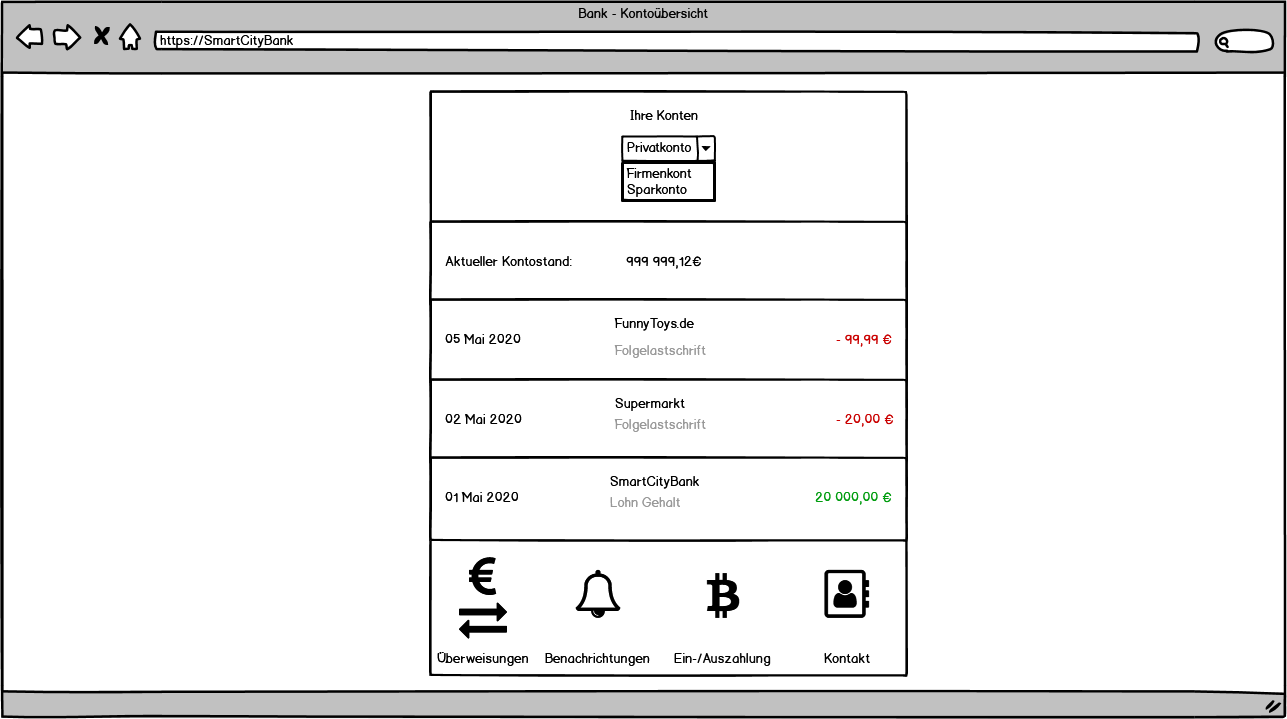 Bank - Kontoübersicht
https://SmartCityBank
Ihre Konten
Privatkonto
Firmenkont
Sparkonto
Aktueller Kontostand: 999 999,12€
FunnyToys.de
05 Mai 2020 - 99,99 €
Folgelastschrift
Supermarkt
02 Mai 2020 - 20,00 €
Folgelastschrift
SmartCityBank
01 Mai 2020 20 000,00 €
Lohn Gehalt
Überweisungen Benachrichtungen Ein-/Auszahlung Kontakt